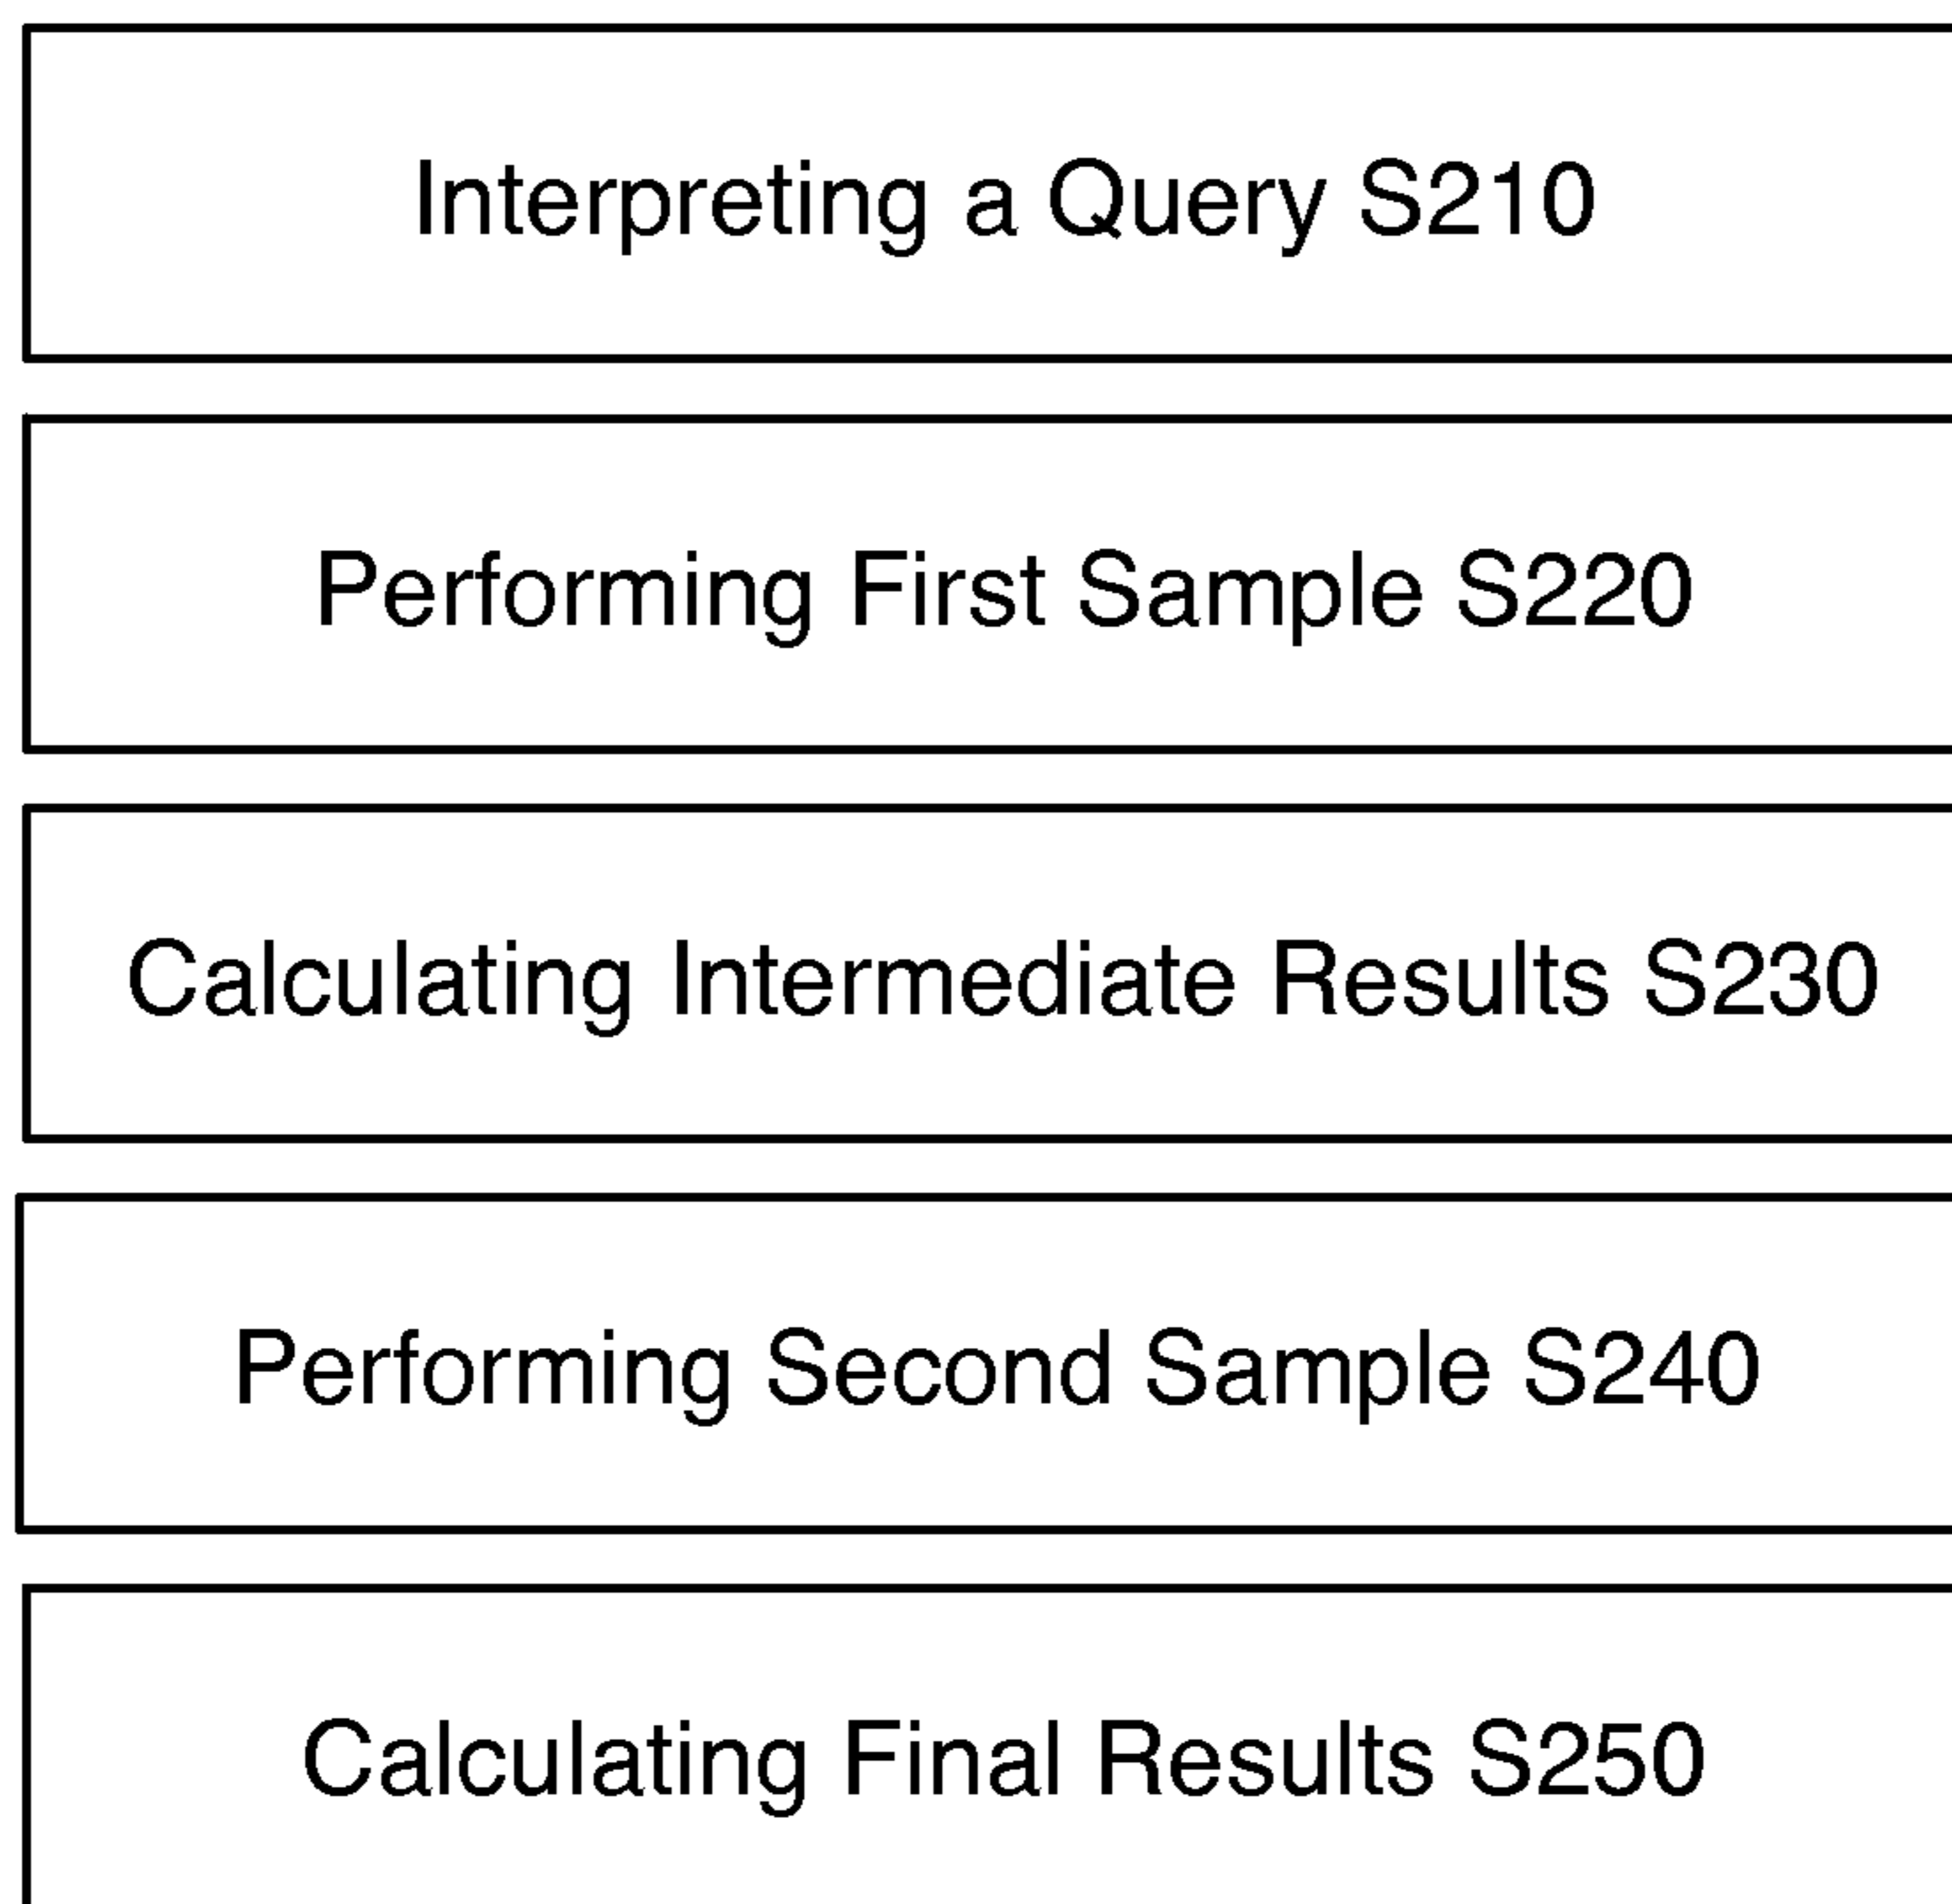 Interpreting a Query S210
Performing First Sample S220
Calculating Intermediate Results S230
Performing Second Sample S240
Calculating Final Results S250